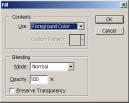 Fill
Contents
Use: Foreground Color
OK
Cancel
Custom Pattern:
Blending
Mode: Normal
Opacity: 100 %
Preserve Transparency